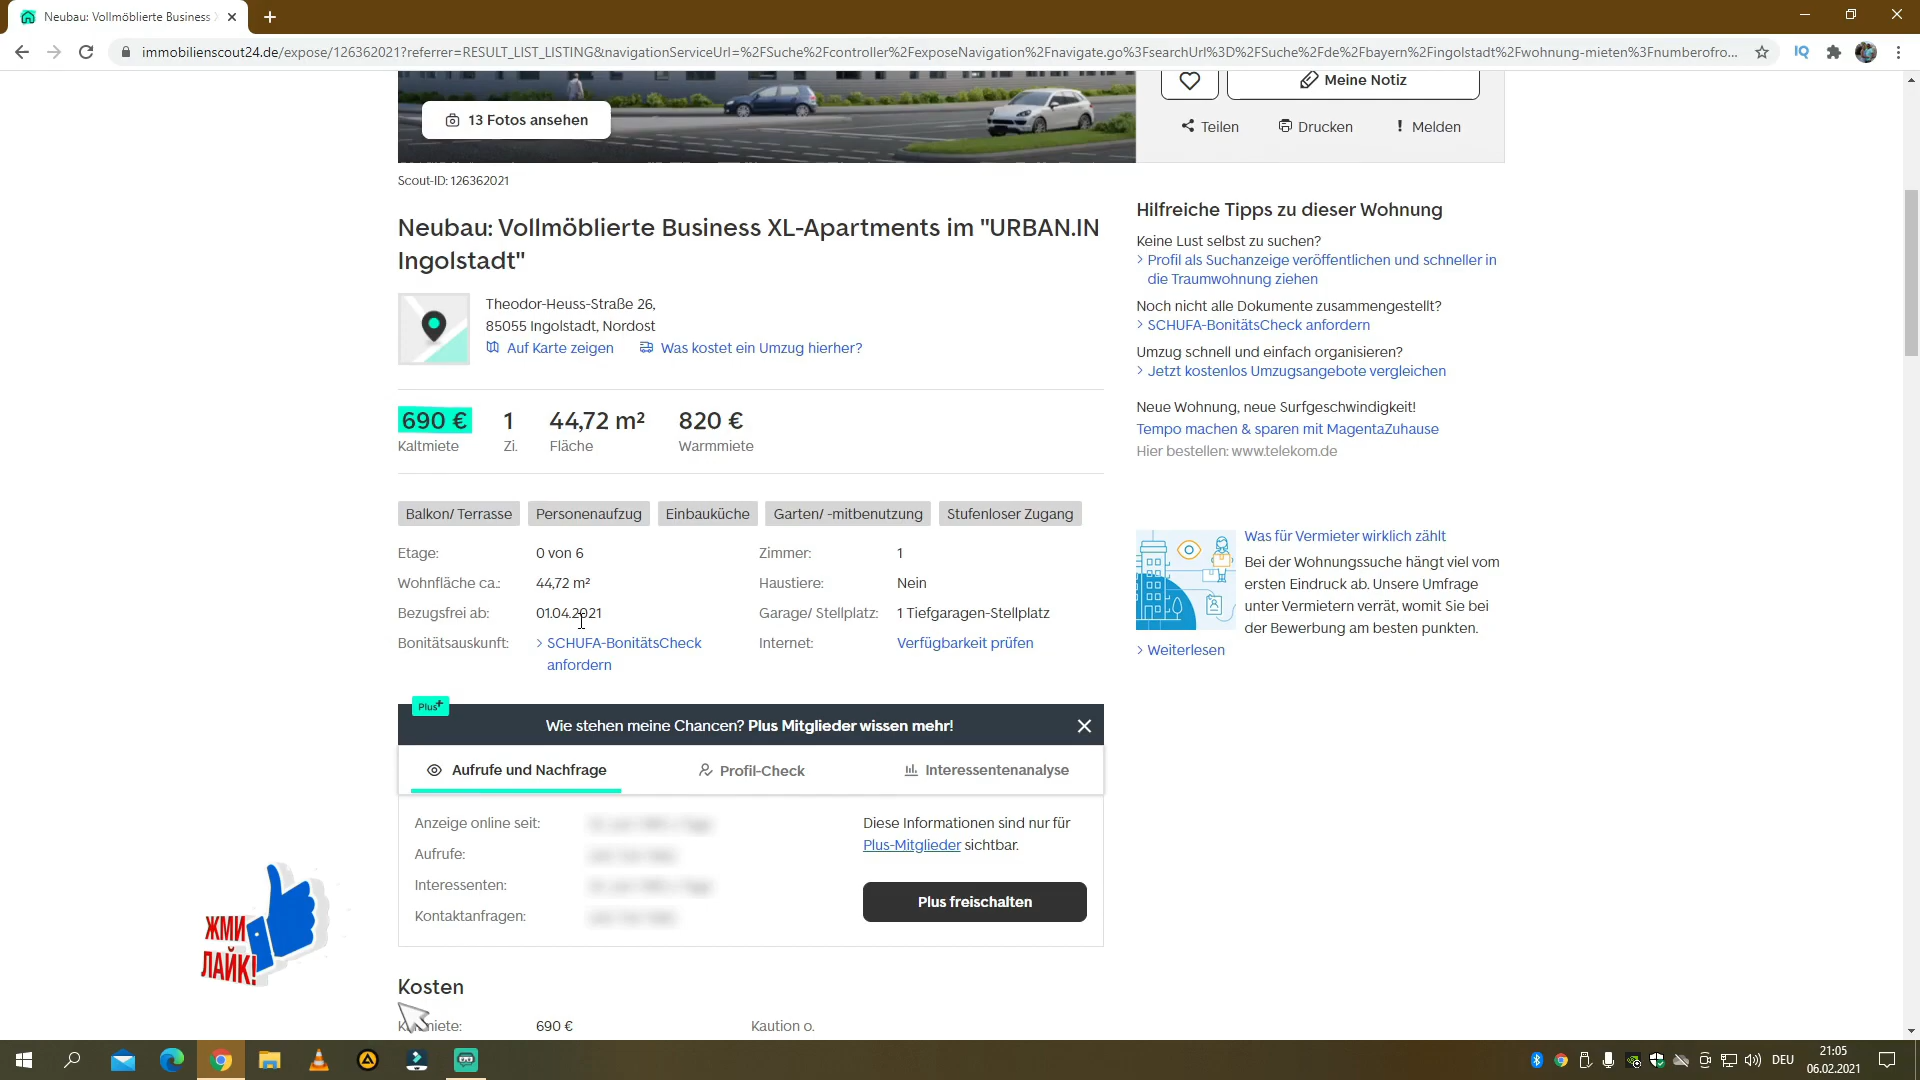 Neubau: Vollmöblierte Business
immobilienscout24.de/expose/126362021?referrer=RESULT_LIST_LISTING&navigationServiceUrl=%2FSuche%2Fcontroller%2FexposeNavigation%2Fnavigate.go%3FsearchUrl%3D%2FSuche%2Fde%2Fbayern%2Fingolstadt%2Fwohnung-mieten%3Fnumberofro...
IQ
13 Fotos ansehen
Meine Notiz
Teilen
Drucken
Melden
Scout-ID: 126362021
Neubau: Vollmöblierte Business XL-Apartments im "URBAN.IN
Ingolstadt"
Theodor-Heuss-Straße 26,
85055 Ingolstadt, Nordost
Auf Karte zeigen
Was kostet ein Umzug hierher?
690 € 1 44,72 m² 820 €
Kaltmiete Zi. Fläche Warmmiete
Balkon/ Terrasse
Personenaufzug
Einbauküche
Garten/ -mitbenutzung
Stufenloser Zugang
Etage: 0 von 6
Zimmer: 1
Wohnfläche ca.: 44,72 m²
Haustiere: Nein
Bezugsfrei ab: 01.04.2021
Garage/ Stellplatz: 1 Tiefgaragen-Stellplatz
Bonitätsauskunft: > SCHUFA-BonitätsCheck
anfordern
Internet: Verfügbarkeit prüfen
Plus+
Wie stehen meine Chancen? Plus Mitglieder wissen mehr!
Aufrufe und Nachfrage
Profil-Check
Interessentenanalyse
Anzeige online seit:
Aufrufe:
Interessenten:
Kontaktanfragen:
Diese Informationen sind nur für
Plus-Mitglieder sichtbar.
Plus freischalten
Kosten
690 €
Kaution o.
Hilfreiche Tipps zu dieser Wohnung
Keine Lust selbst zu suchen?
> Profil als Suchanzeige veröffentlichen und schneller in
die Traumwohnung ziehen
Noch nicht alle Dokumente zusammengestellt?
> SCHUFA-BonitätsCheck anfordern
Umzug schnell und einfach organisieren?
> Jetzt kostenlos Umzugsangebote vergleichen
Neue Wohnung, neue Surfgeschwindigkeit!
Tempo machen & sparen mit MagentaZuhause
Hier bestellen: www.telekom.de
Was für Vermieter wirklich zählt
Bei der Wohnungssuche hängt viel vom
ersten Eindruck ab. Unsere Umfrage
unter Vermietern verrät, womit Sie bei
der Bewerbung am besten punkten.
> Weiterlesen
ЖМИ
ЛАЙК!
DEU
21:05
06.02.2021